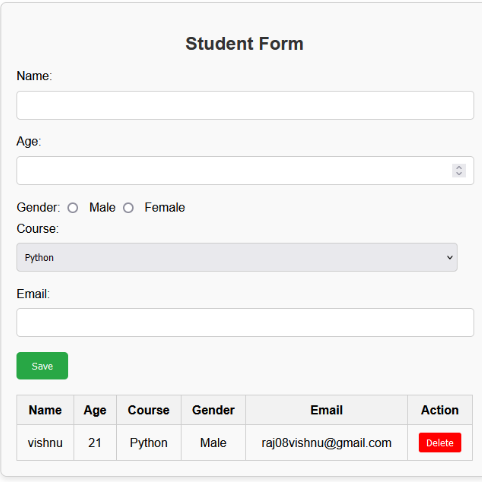 Student Form
Name:
Age:
Gender: Male Female
Course:
Python
Email:
Save
Name Age Course Gender Email Action
vishnu 21 Python Male raj08vishnu@gmail.com Delete